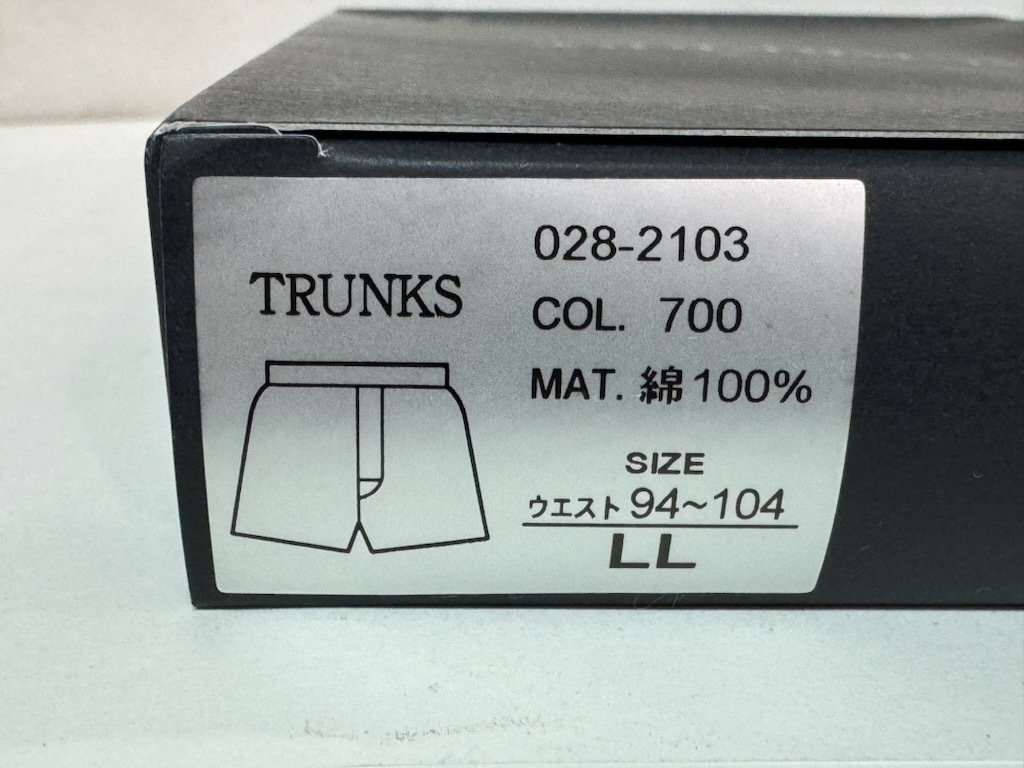 TRUNKS
028-2103
COL. 700
MAT. 綿100%
SIZE
ウエスト 94~104
LL